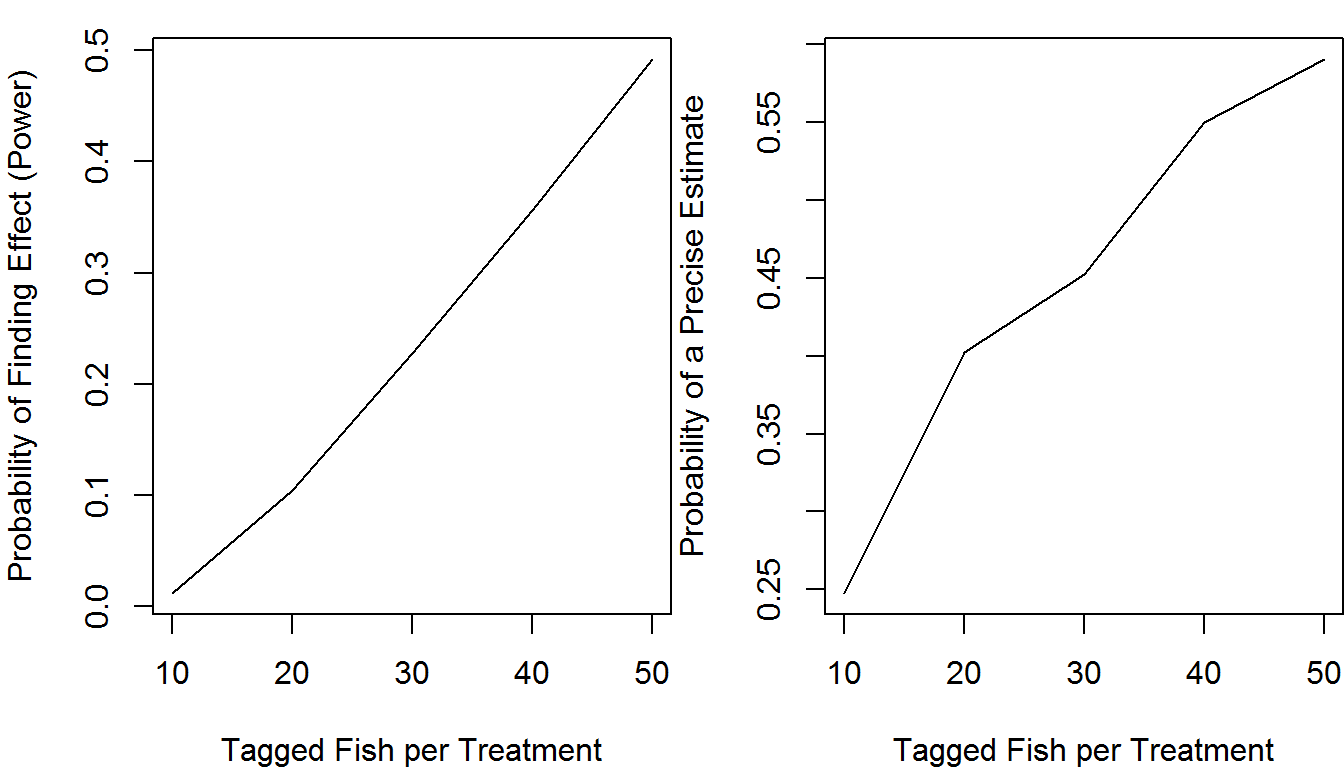 Probability of Finding Effect (Power)
0.5
0.4
0.3
0.2
0.1
0.0
10 20 30 40 50
Tagged Fish per Treatment
Probability of a Precise Estimate
0.55
0.45
0.35
0.25
10 20 30 40 50
Tagged Fish per Treatment